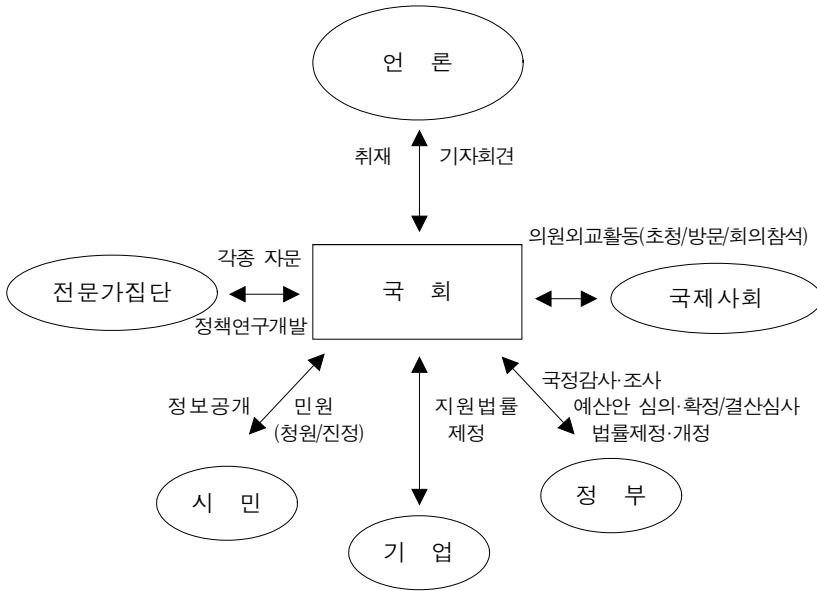 언 론
취재 기자회견
의원외교활동(초청/방문/회의참석)
각종 자문
전문가집단
국 회
국제사회
정책연구개발
국정감사·조사
정보공개 민원 지원법률 예산안 심의·확정/결산심사
(청원/진정) 제정 법률제정·개정
시 민
정 부
기 업